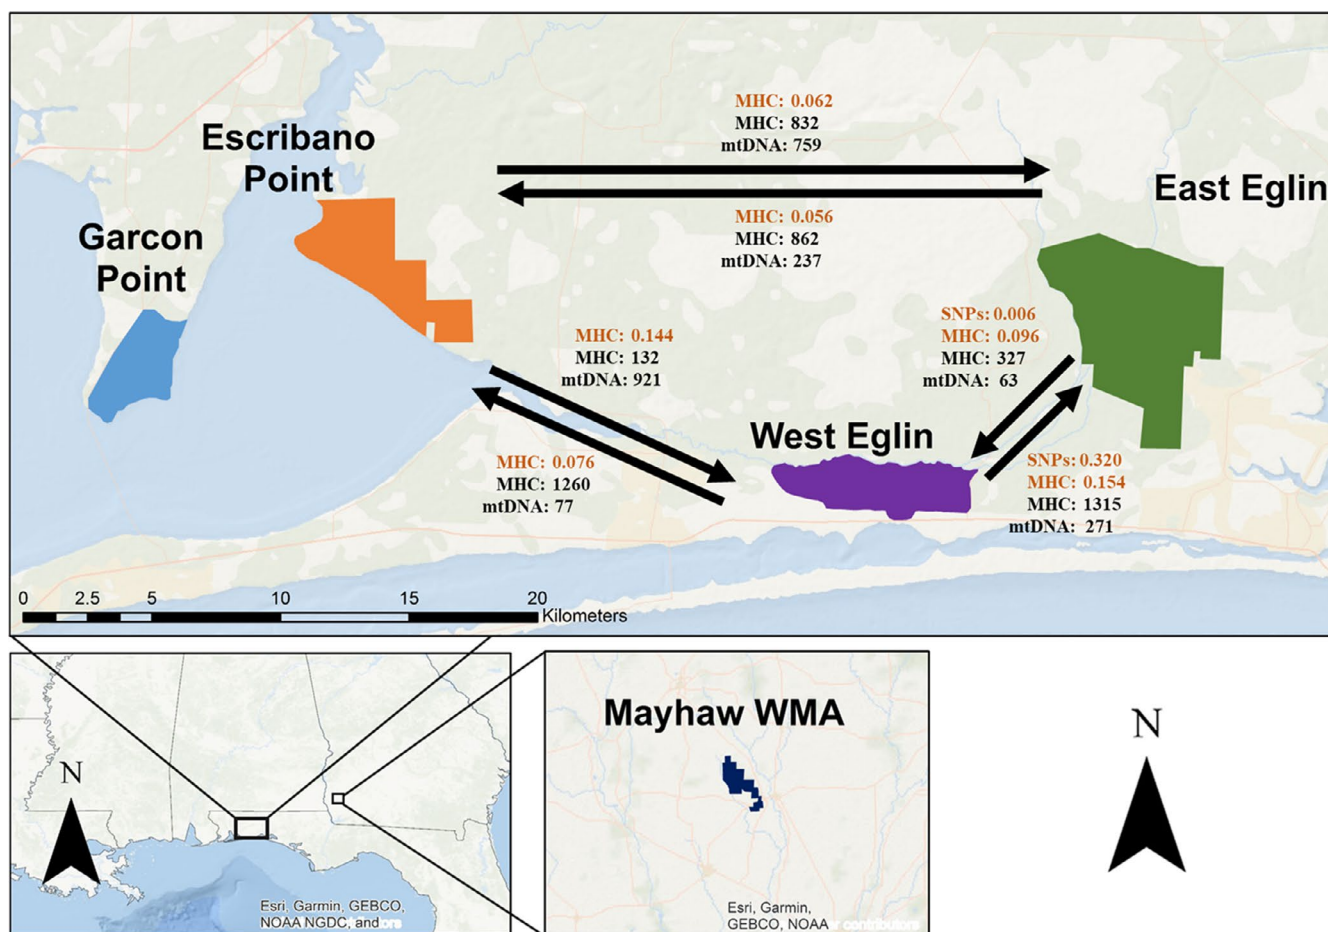 MHC: 0.062
MHC: 832
mtDNA: 759
Escribano
Point
East Eglin
MHC: 0.056
MHC: 862
mtDNA: 237
Garcon
Point
SNPs: 0.006
MHC: 0.096
MHC: 327
mtDNA: 63
MHC: 0.144
MHC: 132
mtDNA: 921
West Eglin
MHC: 0.076
MHC: 1260
mtDNA: 77
SNPs: 0.320
MHC: 0.154
MHC: 1315
mtDNA: 271
0 2.5 5 10 15 20
Kilometers
N
Esri, Garmin, GEBCO,
NOAA NGDC, and
Mayhaw WMA
Esri, Garmin,
GEBCO, NOAA
contributors
N